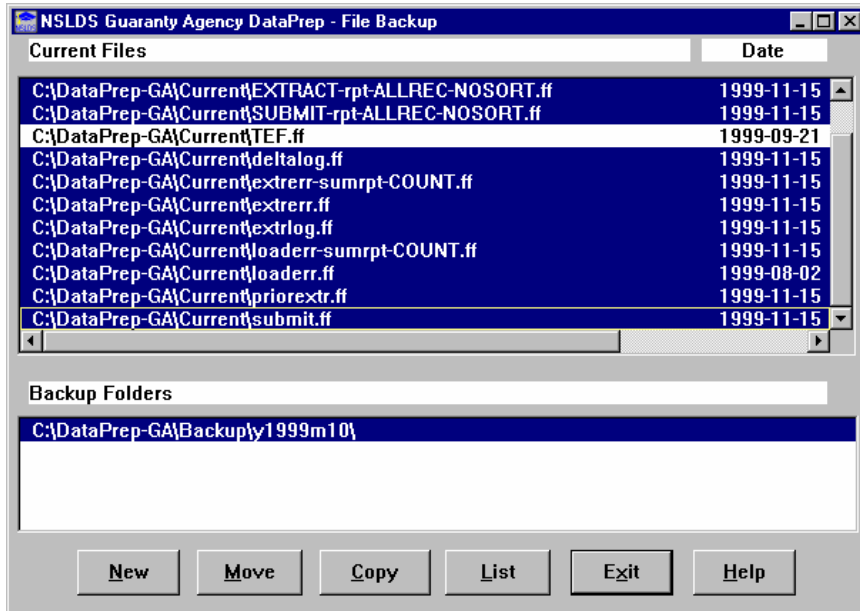 NSLDS
NSLDS Guaranty Agency DataPrep - File Backup
Current Files Date
C:\DataPrep-GA\Current\EXTRACT-rpt-ALLREC-NOSORT.ff 1999-11-15
C:\DataPrep-GA\Current\SUBMIT-rpt-ALLREC-NOSORT.ff 1999-11-15
C:\DataPrep-GA\Current\TEF.ff 1999-09-21
C:\DataPrep-GA\Current\deltalog.ff 1999-11-15
C:\DataPrep-GA\Current\extrerr-sumrpt-COUNT.ff 1999-11-15
C:\DataPrep-GA\Current\extrerr.ff 1999-11-15
C:\DataPrep-GA\Current\extrlog.ff 1999-11-15
C:\DataPrep-GA\Current\loaderr-sumrpt-COUNT.ff 1999-11-15
C:\DataPrep-GA\Current\loaderr.ff 1999-08-02
C:\DataPrep-GA\Current\priorextr.ff 1999-11-15
C:\DataPrep-GA\Current\submit.ff 1999-11-15
Backup Folders
C:\DataPrep-GA\Backup\y1999m10\
New Move Copy List Exit Help